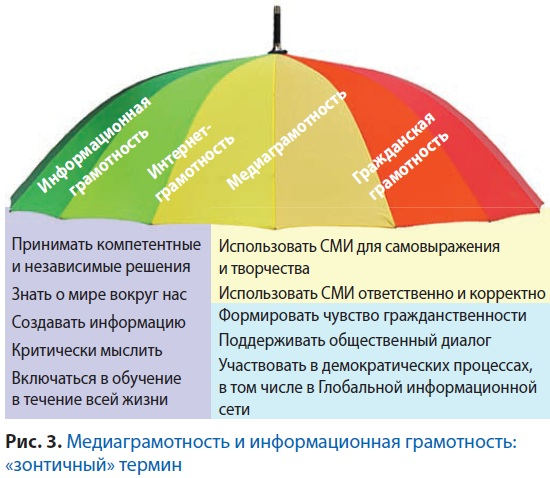 Информационная
грамотность
Интернет-
грамотность
Медиаграмотность
Гражданская
грамотность
Принимать компетентные
и независимые решения
Знать о мире вокруг нас
Создавать информацию
Критически мыслить
Включаться в обучение
в течение всей жизни
Использовать СМИ для самовыражения
и творчества
Использовать СМИ ответственно и корректно
Формировать чувство гражданственности
Поддерживать общественный диалог
Участвовать в демократических процессах,
в том числе в Глобальной информационной
сети
Рис. 3. Медиаграмотность и информационная грамотность:
«зонтичный» термин